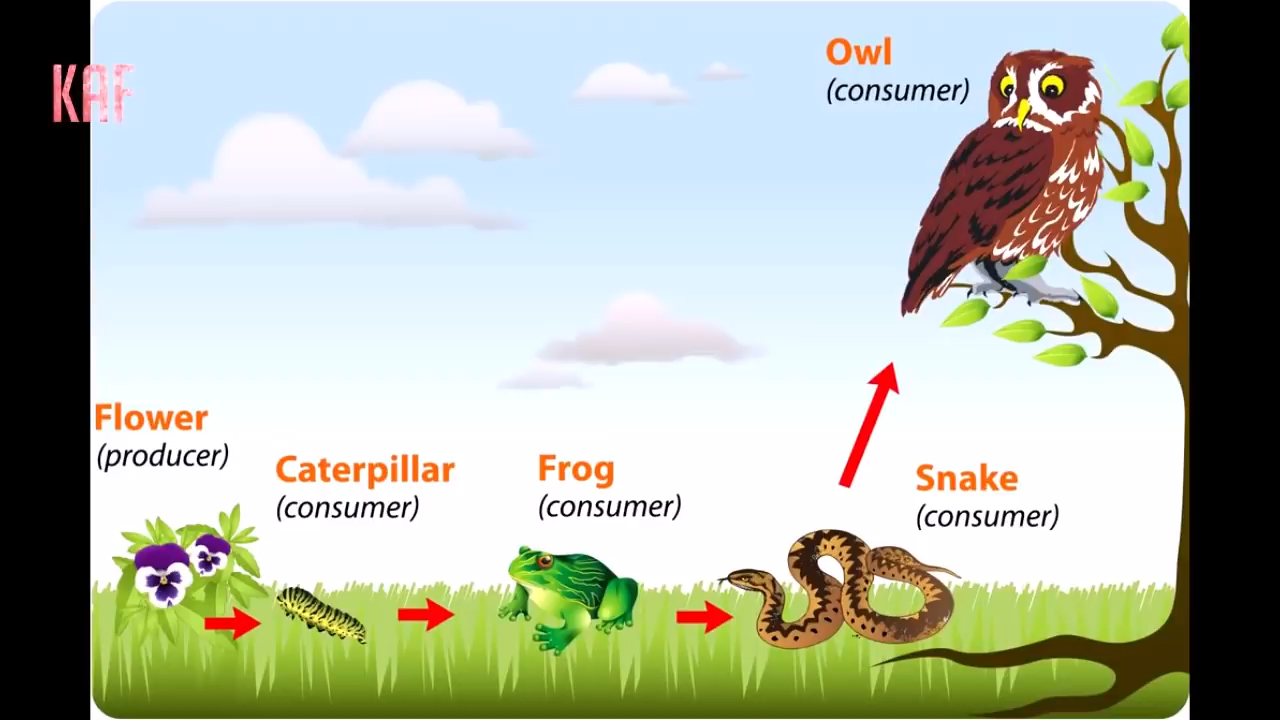 KAF
Owl
(consumer)
Flower
(producer)
Caterpillar
(consumer)
Frog
(consumer)
Snake
(consumer)